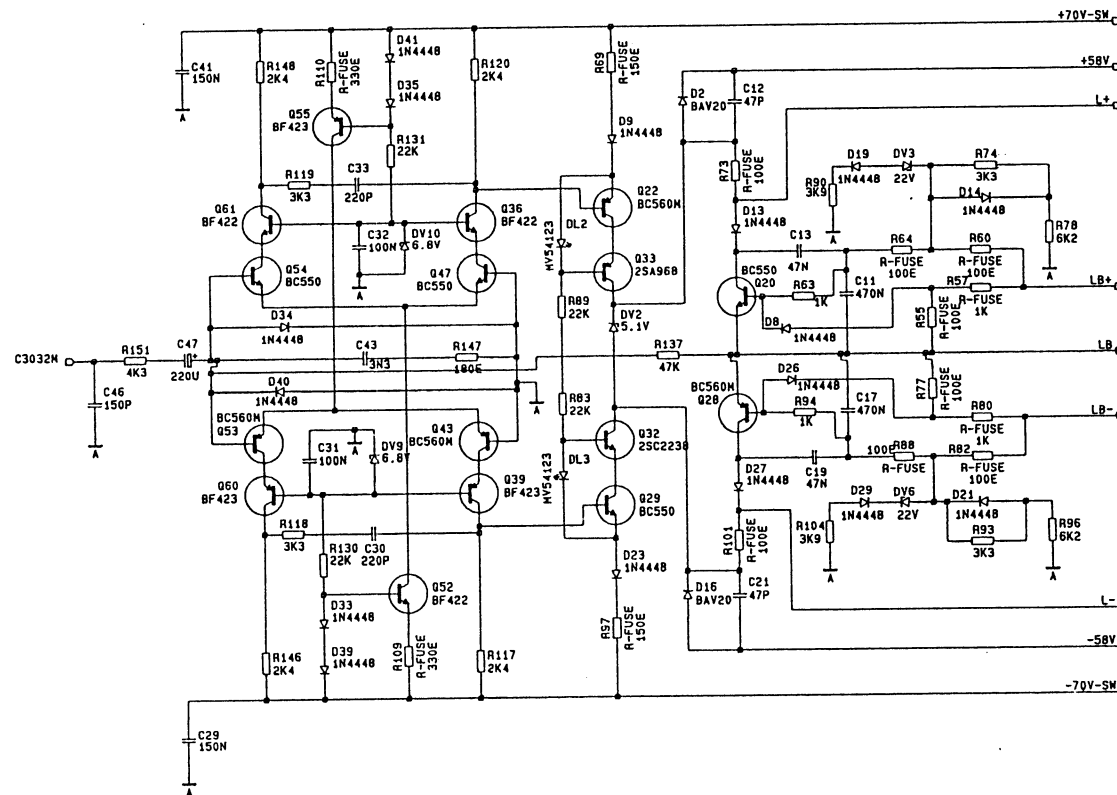 +70V-SW
+58V
L+
C41
150N
A
R148
2K4
R110
R-FUSE
330E
D41
1N4448
D35
1N4448
R120
2K4
R69
R-FUSE
150E
D2
BAV20
C12
47P
Q55
BF423
R131
22K
D9
1N4448
R73
R-FUSE
100E
R119
3K3
C33
220P
D19
1N4448
DV3
22V
R74
3K3
R90
3K9
A
D14
1N4448
R78
6K2
A
Q61
BF422
Q36
BF422
Q22
BC560M
D13
1N4448
C32
100N
DV10
6.8V
A
DL2
MV54123
C13
47N
R64
R-FUSE
100E
R60
R-FUSE
100E
Q54
BC550
Q47
BC550
Q33
2SA968
BC550
Q20
R63
1K
C11
470N
R57
R-FUSE
1K
LB+
R89
22K
DV2
5.1V
D8
1N4448
R55
R-FUSE
100E
D34
1N4448
C3032M
R151
4K3
C47
220U
+
C43
3N3
R147
180E
R137
47K
LB
C46
150P
A
D40
1N4448
A
R83
22K
D26
1N4448
R77
R-FUSE
100E
BC560M
Q53
Q43
BC560M
BC560M
Q28
R94
1K
C17
470N
R80
R-FUSE
1K
LB-
C31
100N
A
DV9
6.8V
Q32
2SC2238
100E
R88
R-FUSE
R82
R-FUSE
100E
Q60
BF423
Q39
BF423
DL3
MV54123
C19
47N
D27
1N4448
Q29
BC550
D29
1N4448
DV6
22V
D21
1N4448
R118
3K3
C30
220P
R104
3K9
A
R93
3K3
R96
6K2
A
R130
22K
R101
R-FUSE
100E
D23
1N4448
Q52
BF422
D16
BAV20
C21
47P
D33
1N4448
L-
R97
R-FUSE
150E
D39
1N4448
R146
2K4
R109
R-FUSE
330E
R117
2K4
-58V
-70V-SW
C29
150N
A